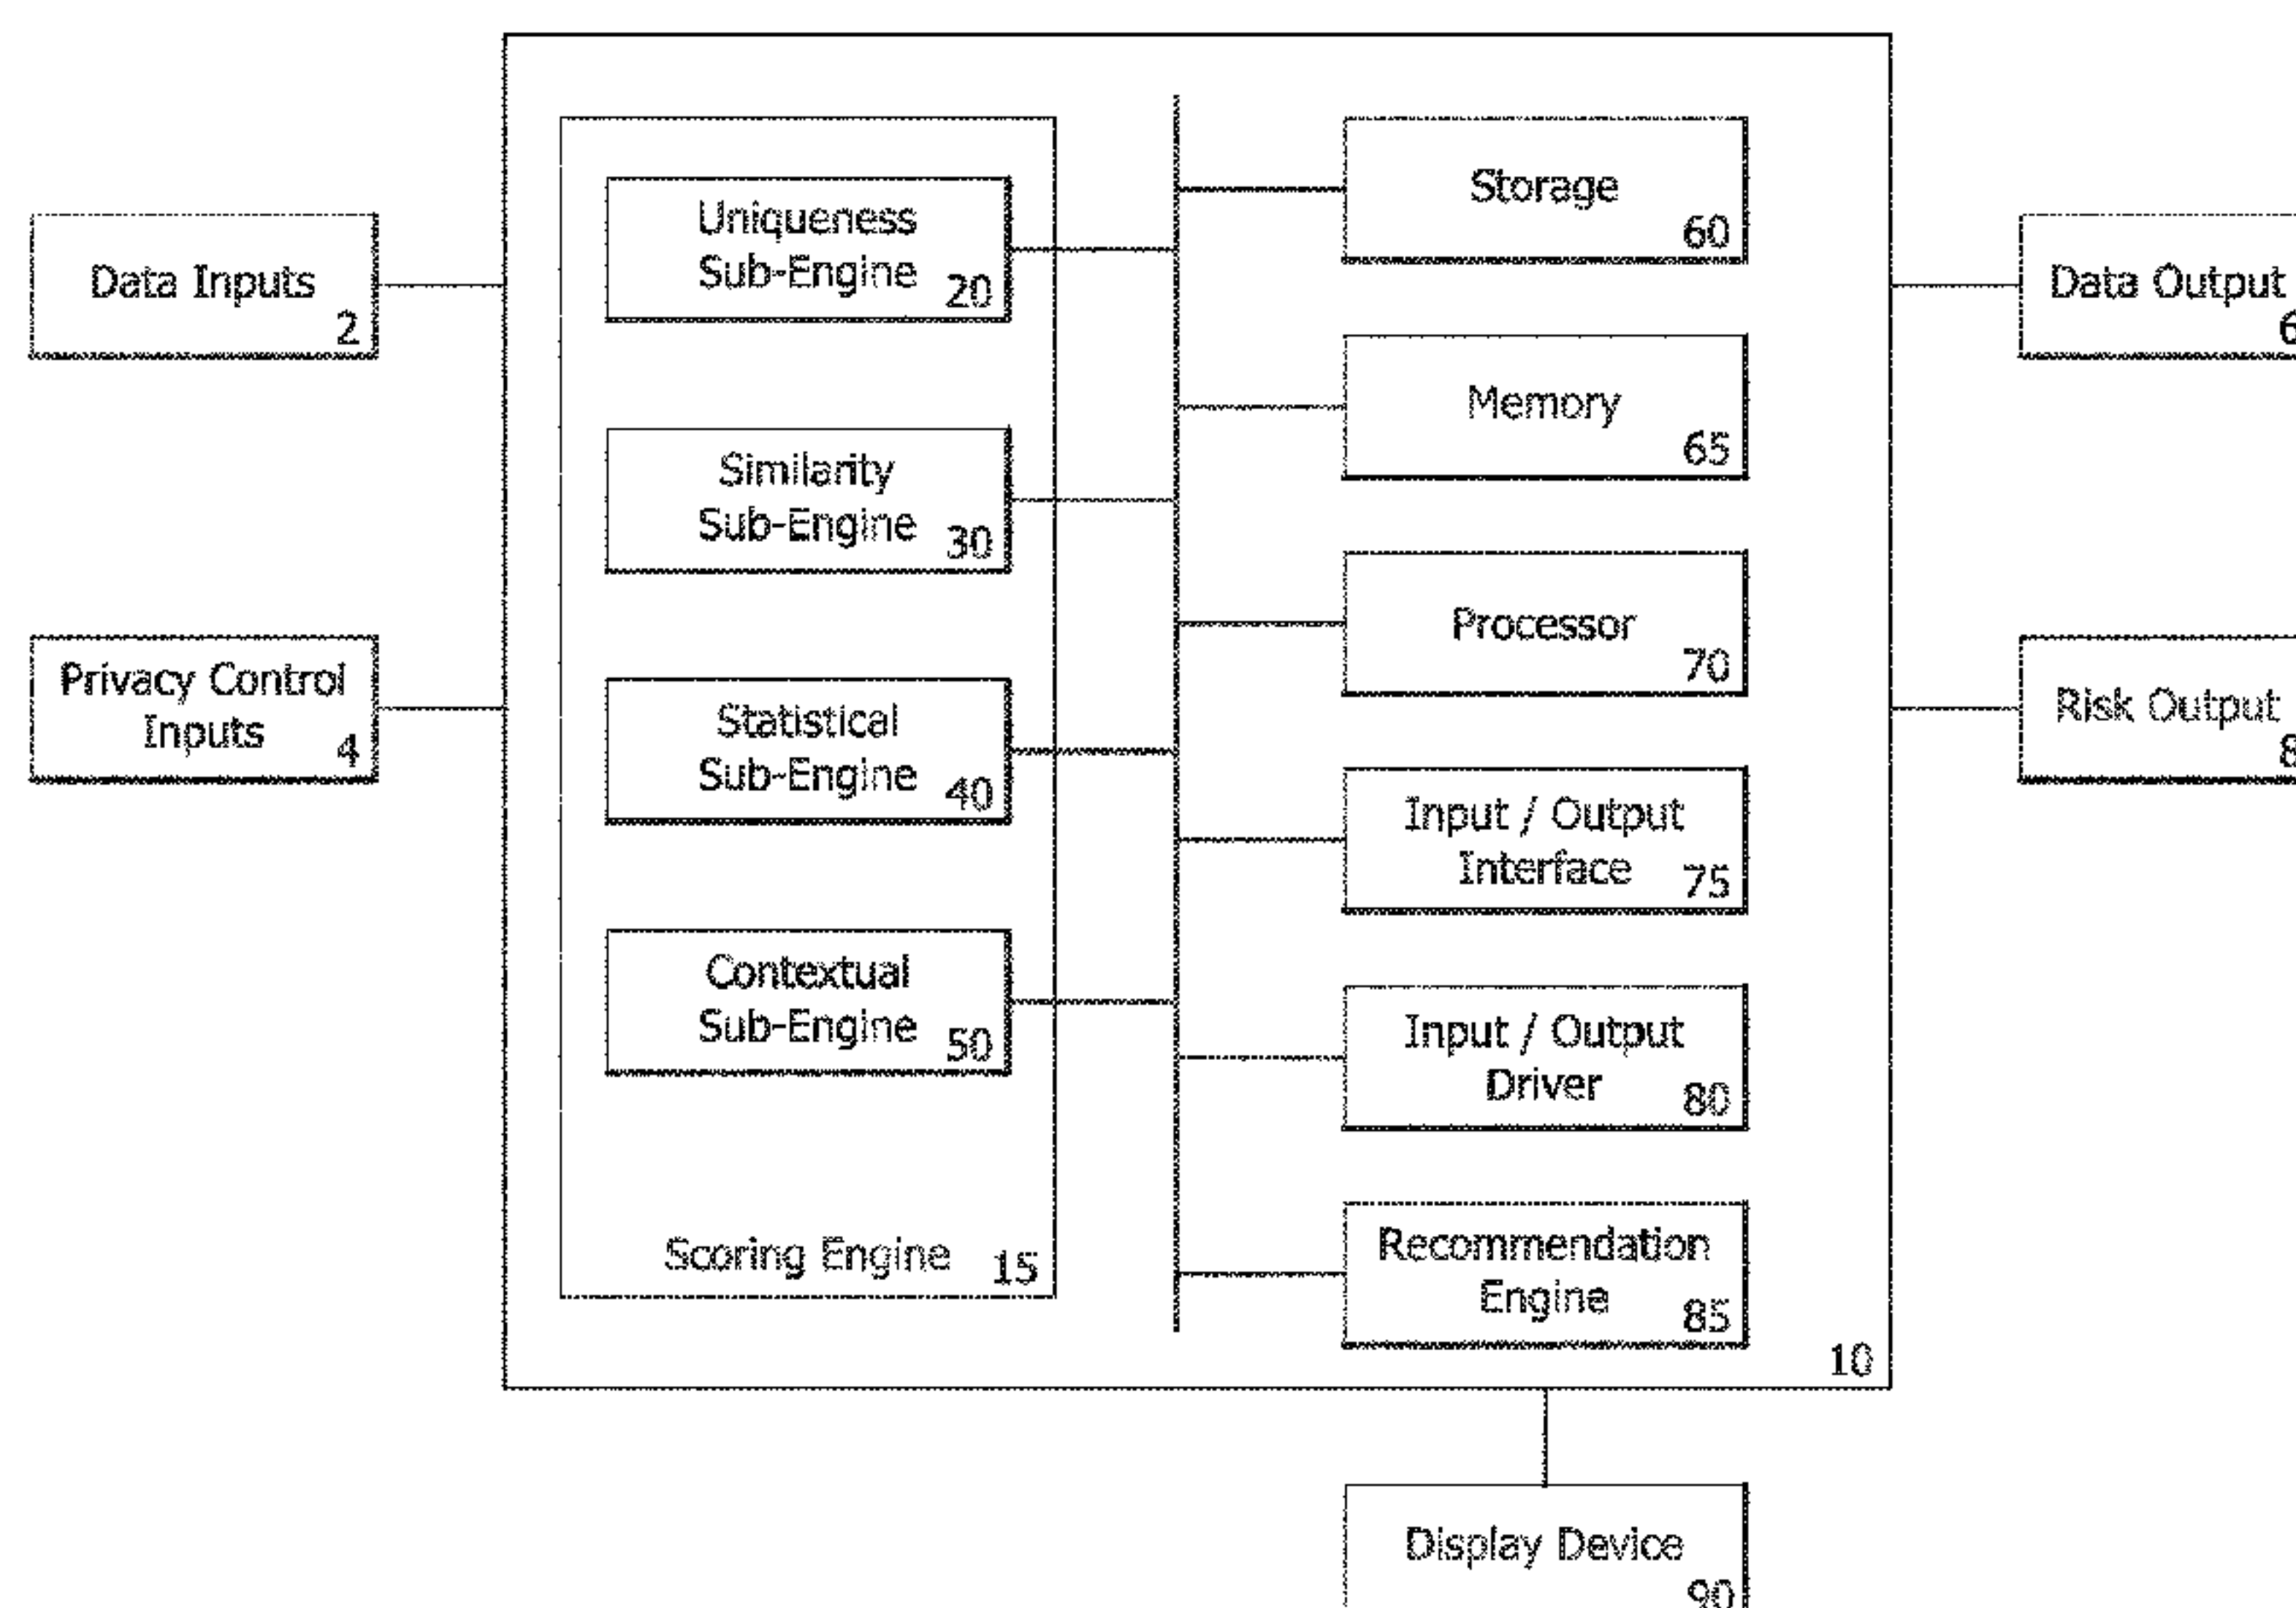 Data Inputs
2
Privacy Control
Inputs
4
Uniqueness
Sub-Engine
20
Similarity
Sub-Engine
30
Statistical
Sub-Engine
40
Contextual
Sub-Engine
50
Scoring Engine
15
Storage
60
Memory
65
Processor
70
Input / Output
Interface
75
Input / Output
Driver
80
Recommendation
Engine
85
10
Data Output
6
Risk Output
8
Display Device
90